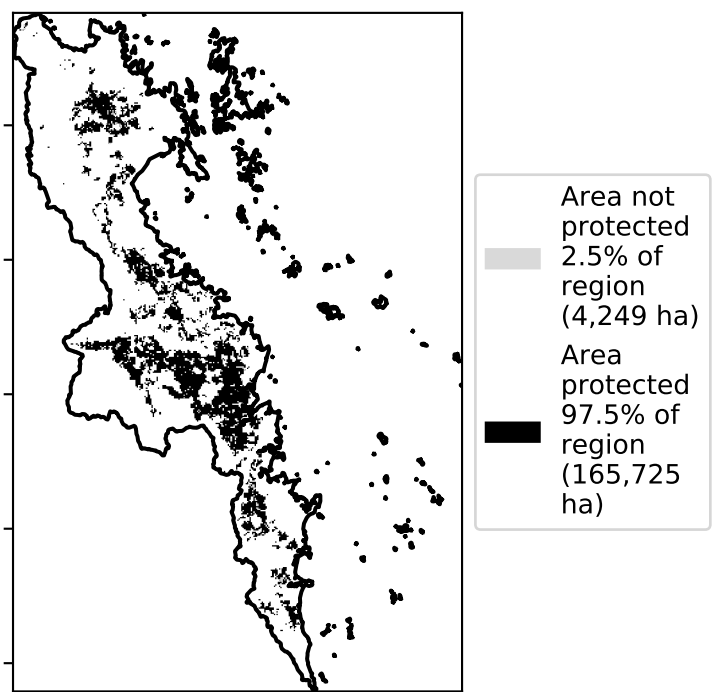 Area not
protected
2.5% of
region
(4,249 ha)
Area
protected
97.5% of
region
(165,725
ha)